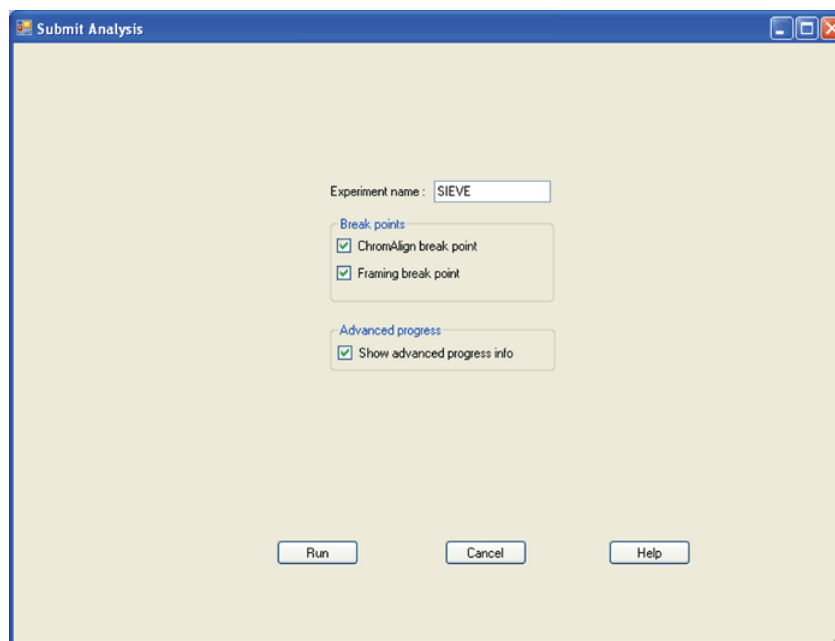 Submit Analysis
Experiment name : SIEVE
Break points
ChromAlign break point
Framing break point
Advanced progress
Show advanced progress info
Run Cancel Help